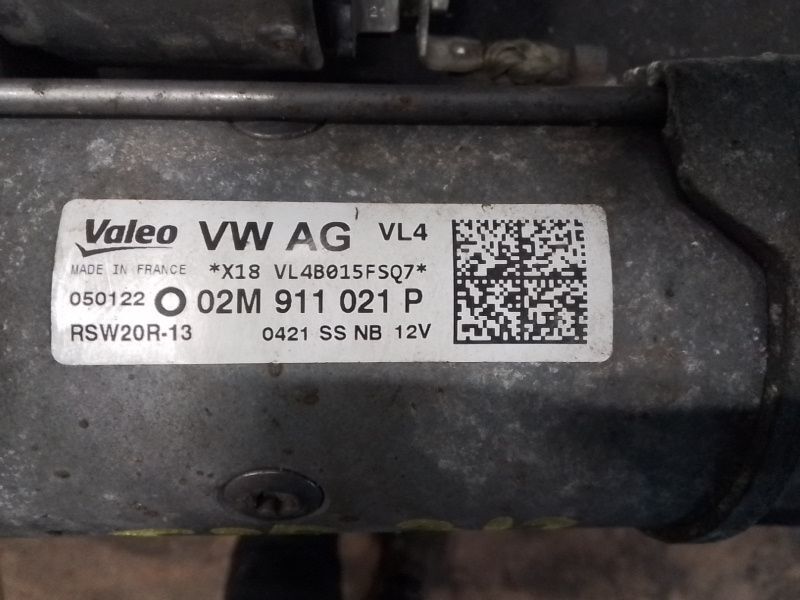 Valeo VW AG VL4
MADE IN FRANCE *X18 VL4B015FSQ7*
050122 02M 911 021 P
RSW20R-13 0421 SS NB 12V